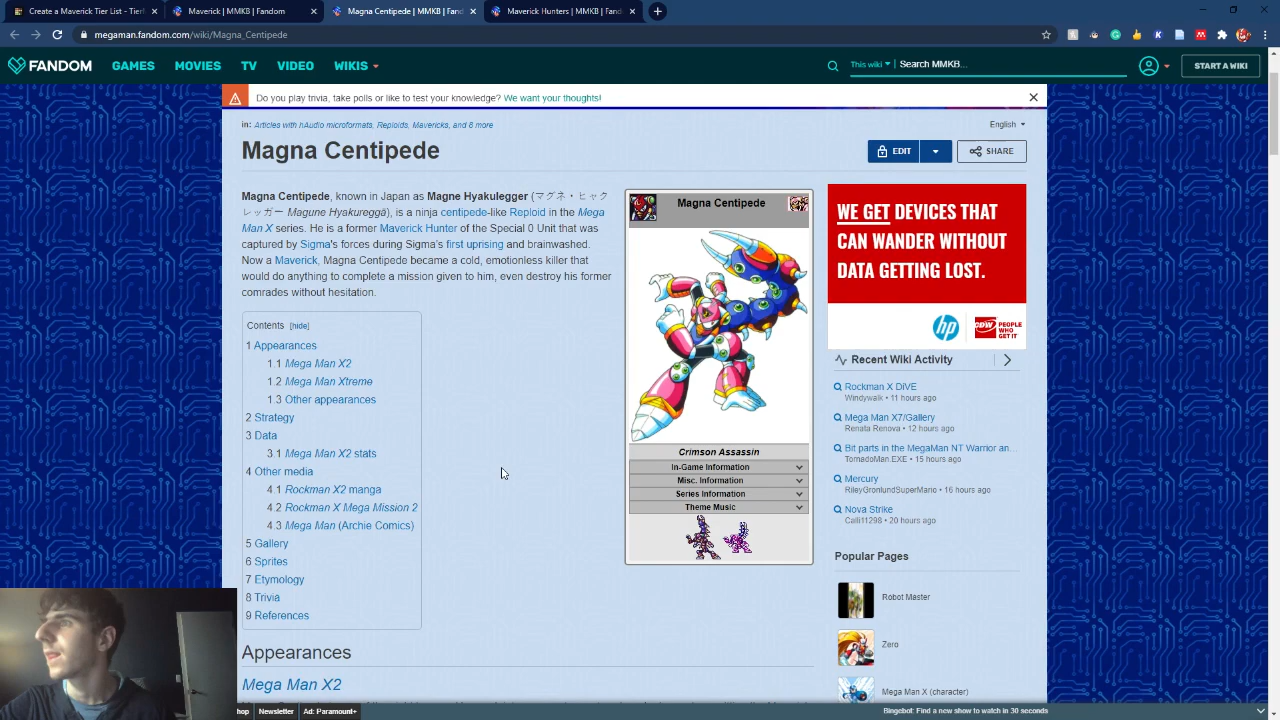 Create a Maverick Tier List - TierM
Maverick | MMKB | Fandom
Magna Centipede | MMKB | Fand
Maverick Hunters | MMKB | Fando
megaman.fandom.com/wiki/Magna_Centipede
FANDOM
GAMES
MOVIES
TV
VIDEO
WIKIS
This wiki
Search MMKB...
START A WIKI
Do you play trivia, take polls or like to test your knowledge? We want your thoughts!
in: Articles with hAudio microformats, Reploids, Mavericks, and 8 more
English
Magna Centipede
EDIT
SHARE
Magna Centipede, known in Japan as Magne Hyakulegger (マグネ・ヒャク
レッガー Magune Hyakureggā), is a ninja centipede-like Reploid in the Mega
Man X series. He is a former Maverick Hunter of the Special 0 Unit that was
captured by Sigma's forces during Sigma's first uprising and brainwashed.
Now a Maverick, Magna Centipede became a cold, emotionless killer that
would do anything to complete a mission given to him, even destroy his former
comrades without hesitation.
Contents [hide]
1 Appearances
1.1 Mega Man X2
1.2 Mega Man Xtreme
1.3 Other appearances
2 Strategy
3 Data
3.1 Mega Man X2 stats
4 Other media
4.1 Rockman X2 manga
4.2 Rockman X Mega Mission 2
4.3 Mega Man (Archie Comics)
5 Gallery
6 Sprites
7 Etymology
8 Trivia
9 References
Appearances
Mega Man X2
Magna Centipede
Crimson Assassin
In-Game Information
Misc. Information
Series Information
Theme Music
WE GET DEVICES THAT
CAN WANDER WITHOUT
DATA GETTING LOST.
hp
CDW PEOPLE
WHO
GET IT
Recent Wiki Activity
Rockman X DiVE
Windywalk • 11 hours ago
Mega Man X7/Gallery
Renata Renova • 12 hours ago
Bit parts in the MegaMan NT Warrior an...
TornadoMan.EXE • 15 hours ago
Mercury
RileyGronlundSuperMario • 16 hours ago
Nova Strike
Calli11298 • 20 hours ago
Popular Pages
Robot Master
Zero
Mega Man X (character)
hop
Newsletter
Ad: Paramount+
Bingebot: Find a new show to watch in 30 seconds